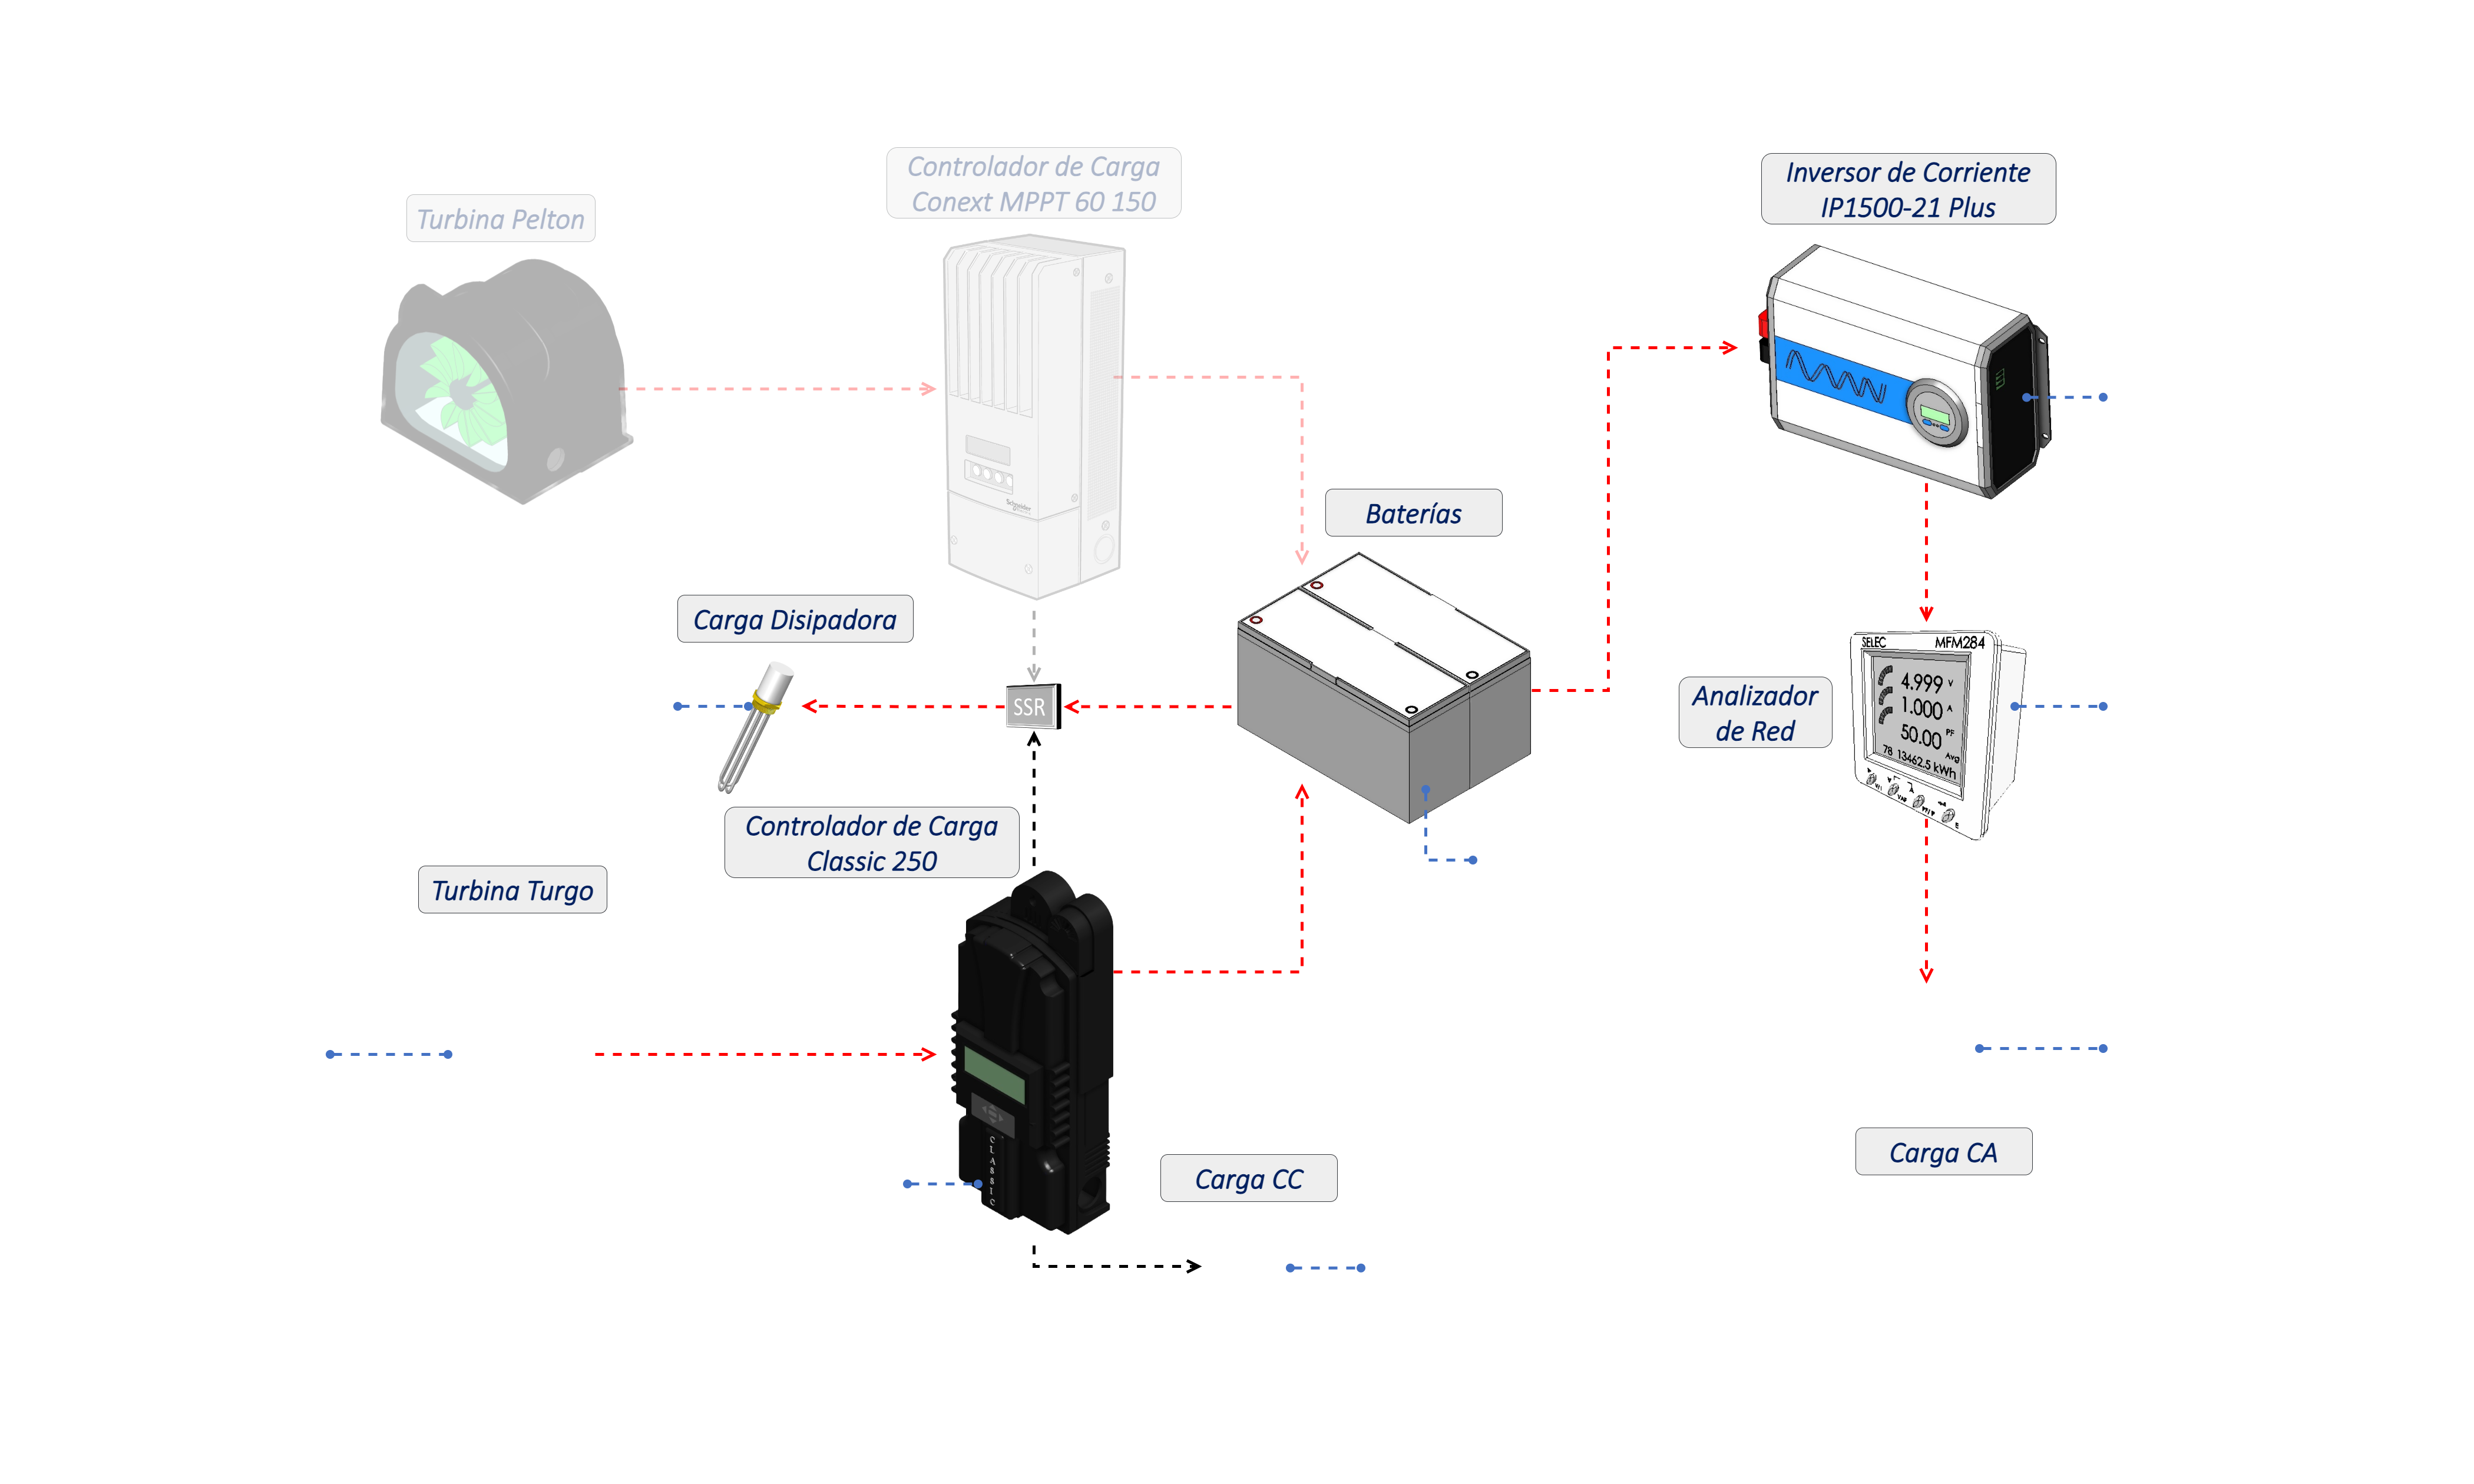 Controlador de Carga
Conext MPPT 60 150
Inversor de Corriente
IP1500-21 Plus
Turbina Pelton
Schneider
Baterías
Carga Disipadora
SELEC MFM284
4.999 V
1.000 A
50.00 PF
Avg
78 13462.5 kWh
SSR
Analizador
de Red
Controlador de Carga
Classic 250
Turbina Turgo
CLASSIC
Carga CC
Carga CA